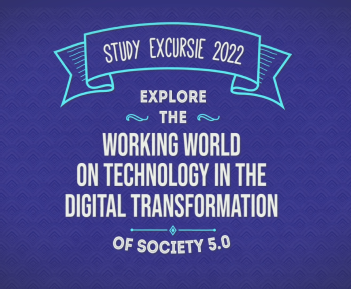 STUDY EXCURSIE 2022
EXPLORE
THE
WORKING WORLD
ON TECHNOLOGY IN THE
DIGITAL TRANSFORMATION
OF SOCIETY 5.0